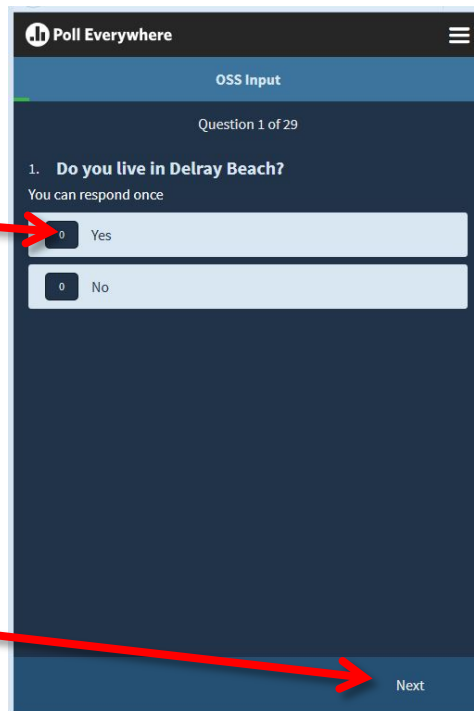 Poll Everywhere
OSS Input
Question 1 of 29
1. Do you live in Delray Beach?
You can respond once
0 Yes
0 No
Next